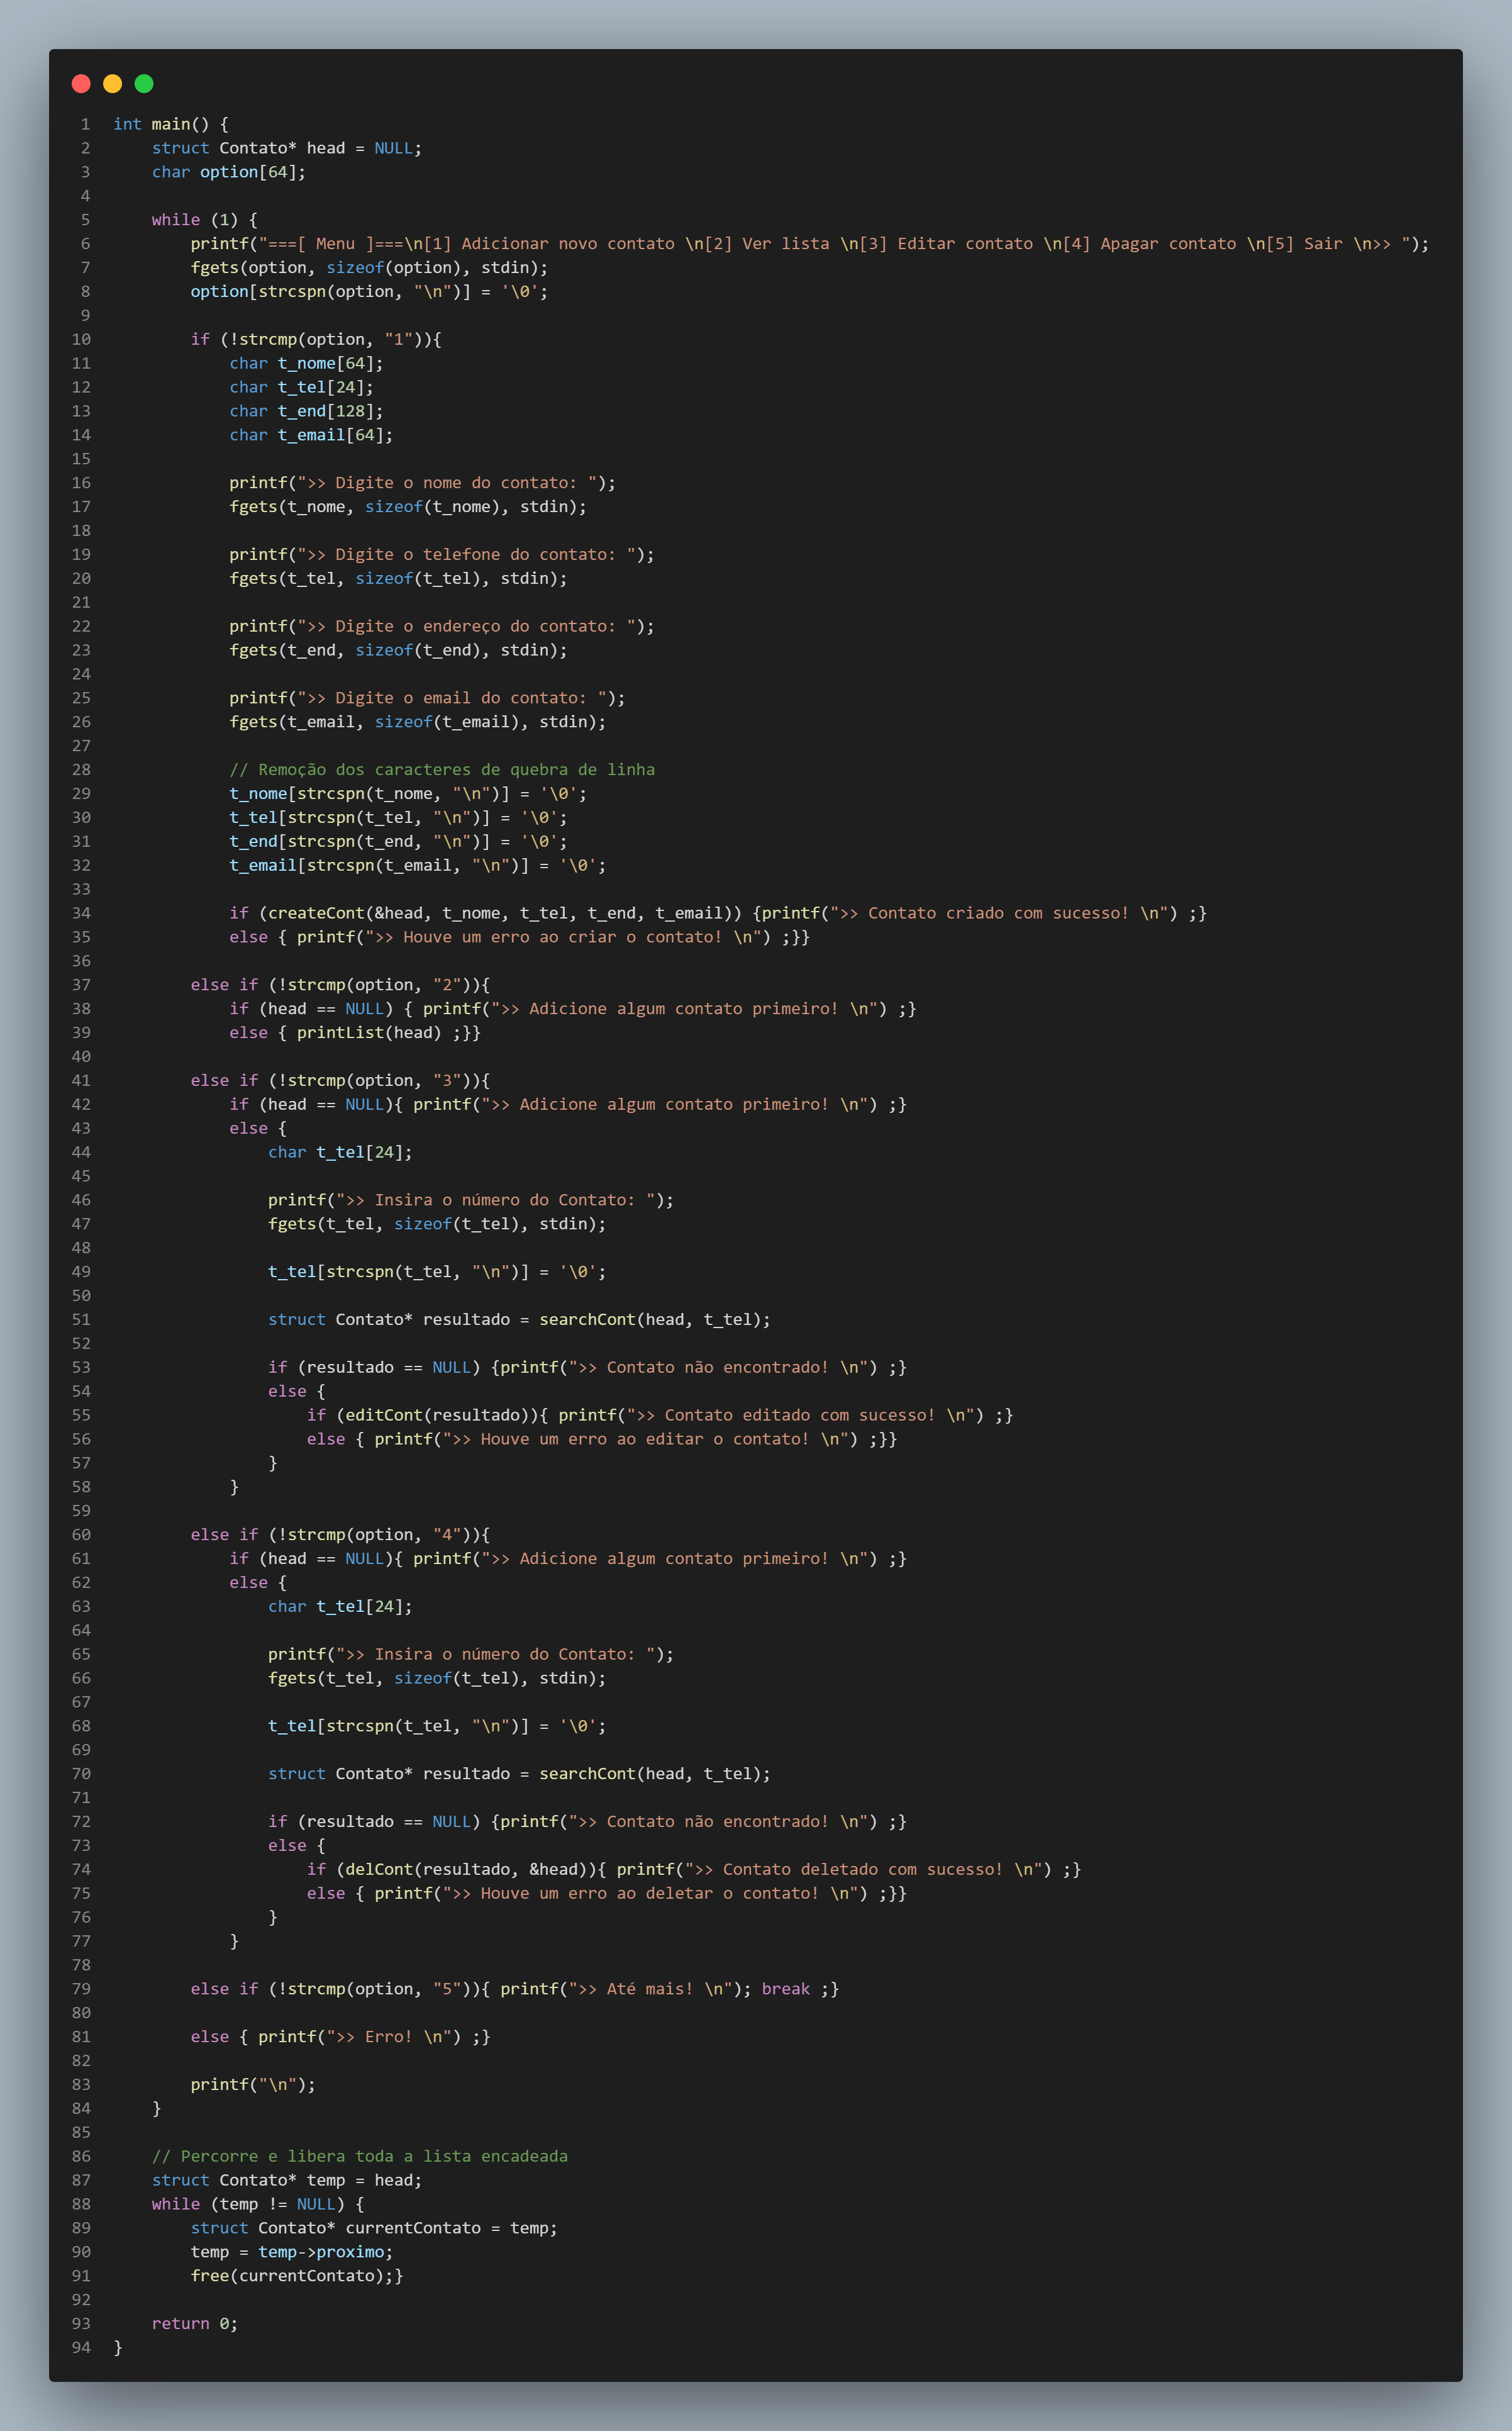 1 int main() {
2     struct Contato* head = NULL;
3     char option[64];
4
5     while (1) {
6         printf("===[ Menu ]===\n[1] Adicionar novo contato \n[2] Ver lista \n[3] Editar contato \n[4] Apagar contato \n[5] Sair \n>> ");
7         fgets(option, sizeof(option), stdin);
8         option[strcspn(option, "\n")] = '\0';
9
10         if (!strcmp(option, "1")){
11             char t_nome[64];
12             char t_tel[24];
13             char t_end[128];
14             char t_email[64];
15
16             printf(">> Digite o nome do contato: ");
17             fgets(t_nome, sizeof(t_nome), stdin);
18
19             printf(">> Digite o telefone do contato: ");
20             fgets(t_tel, sizeof(t_tel), stdin);
21
22             printf(">> Digite o endereço do contato: ");
23             fgets(t_end, sizeof(t_end), stdin);
24
25             printf(">> Digite o email do contato: ");
26             fgets(t_email, sizeof(t_email), stdin);
27
28             // Remoção dos caracteres de quebra de linha
29             t_nome[strcspn(t_nome, "\n")] = '\0';
30             t_tel[strcspn(t_tel, "\n")] = '\0';
31             t_end[strcspn(t_end, "\n")] = '\0';
32             t_email[strcspn(t_email, "\n")] = '\0';
33
34             if (createCont(&head, t_nome, t_tel, t_end, t_email)) {printf(">> Contato criado com sucesso! \n") ;}
35             else { printf(">> Houve um erro ao criar o contato! \n") ;}}
36
37         else if (!strcmp(option, "2")){
38             if (head == NULL) { printf(">> Adicione algum contato primeiro! \n") ;}
39             else { printList(head) ;}}
40
41         else if (!strcmp(option, "3")){
42             if (head == NULL){ printf(">> Adicione algum contato primeiro! \n") ;}
43             else {
44                 char t_tel[24];
45
46                 printf(">> Insira o número do Contato: ");
47                 fgets(t_tel, sizeof(t_tel), stdin);
48
49                 t_tel[strcspn(t_tel, "\n")] = '\0';
50
51                 struct Contato* resultado = searchCont(head, t_tel);
52
53                 if (resultado == NULL) {printf(">> Contato não encontrado! \n") ;}
54                 else {
55                     if (editCont(resultado)){ printf(">> Contato editado com sucesso! \n") ;}
56                     else { printf(">> Houve um erro ao editar o contato! \n") ;}}
57                 }
58             }
59
60         else if (!strcmp(option, "4")){
61             if (head == NULL){ printf(">> Adicione algum contato primeiro! \n") ;}
62             else {
63                 char t_tel[24];
64
65                 printf(">> Insira o número do Contato: ");
66                 fgets(t_tel, sizeof(t_tel), stdin);
67
68                 t_tel[strcspn(t_tel, "\n")] = '\0';
69
70                 struct Contato* resultado = searchCont(head, t_tel);
71
72                 if (resultado == NULL) {printf(">> Contato não encontrado! \n") ;}
73                 else {
74                     if (delCont(resultado, &head)){ printf(">> Contato deletado com sucesso! \n") ;}
75                     else { printf(">> Houve um erro ao deletar o contato! \n") ;}}
76                 }
77             }
78
79         else if (!strcmp(option, "5")){ printf(">> Até mais! \n"); break ;}
80
81         else { printf(">> Erro! \n") ;}
82
83         printf("\n");
84     }
85
86     // Percorre e libera toda a lista encadeada
87     struct Contato* temp = head;
88     while (temp != NULL) {
89         struct Contato* currentContato = temp;
90         temp = temp->proximo;
91         free(currentContato);}
92
93     return 0;
94 }